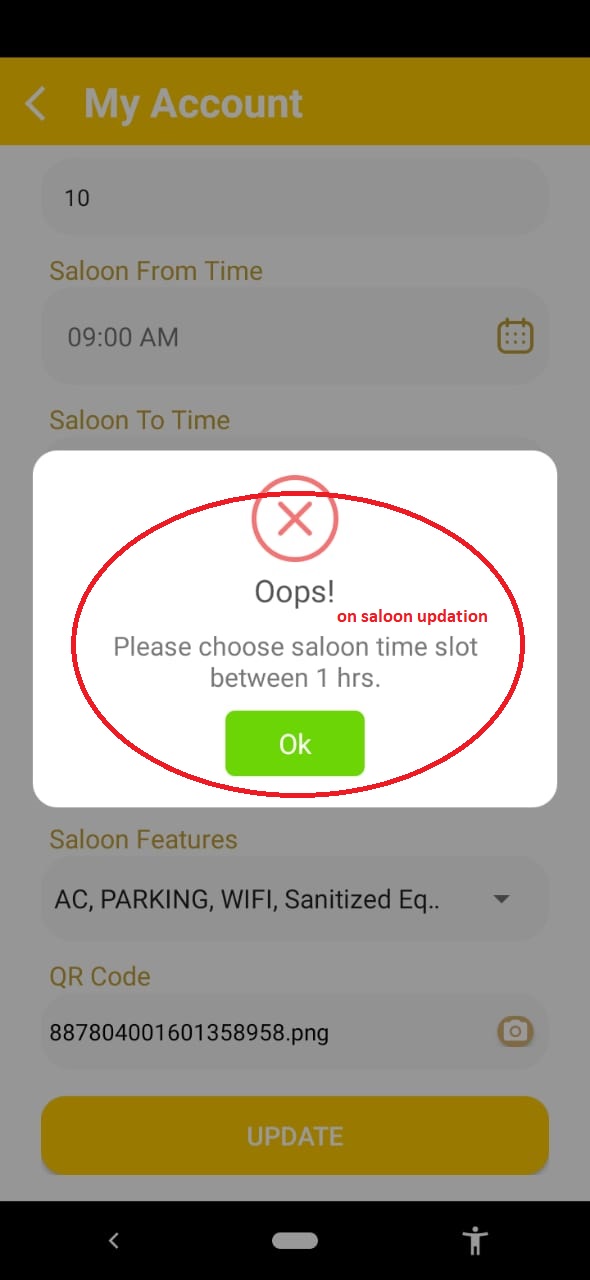 My Account
10
Saloon From Time
09:00 AM
Saloon To Time
Oops!
on saloon updation
Please choose saloon time slot
between 1 hrs.
Ok
Saloon Features
AC, PARKING, WIFI, Sanitized Eq..
QR Code
887804001601358958.png
UPDATE